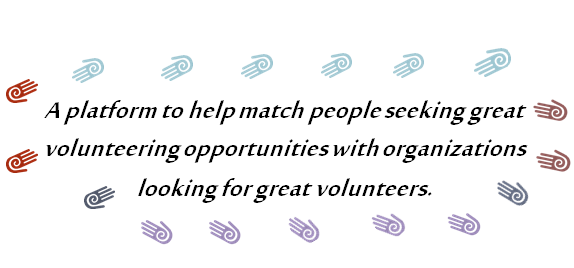 A platform to help match people seeking great
volunteering opportunities with organizations
looking for great volunteers.